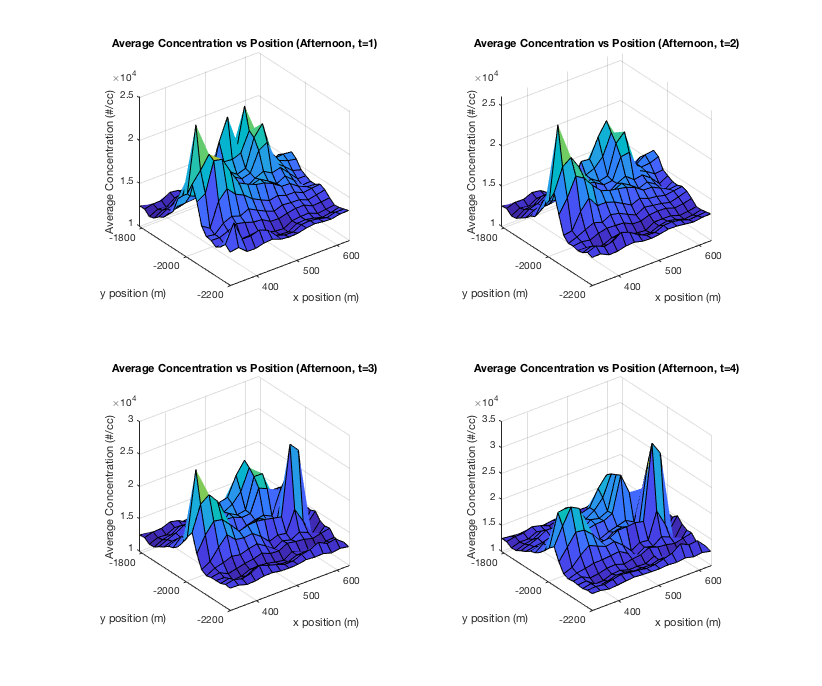 Average Concentration vs Position (Afternoon, t=1)
×10^4
2.5
2
1.5
1
Average Concentration (#/cc)
-1800
-2000
-2200
y position (m)
400
500
600
x position (m)
Average Concentration vs Position (Afternoon, t=2)
×10^4
2.5
2
1.5
1
Average Concentration (#/cc)
-1800
-2000
-2200
y position (m)
400
500
600
x position (m)
Average Concentration vs Position (Afternoon, t=3)
×10^4
3
2.5
2
1.5
1
Average Concentration (#/cc)
-1800
-2000
-2200
y position (m)
400
500
600
x position (m)
Average Concentration vs Position (Afternoon, t=4)
×10^4
3.5
3
2.5
2
1.5
1
Average Concentration (#/cc)
-1800
-2000
-2200
y position (m)
400
500
600
x position (m)